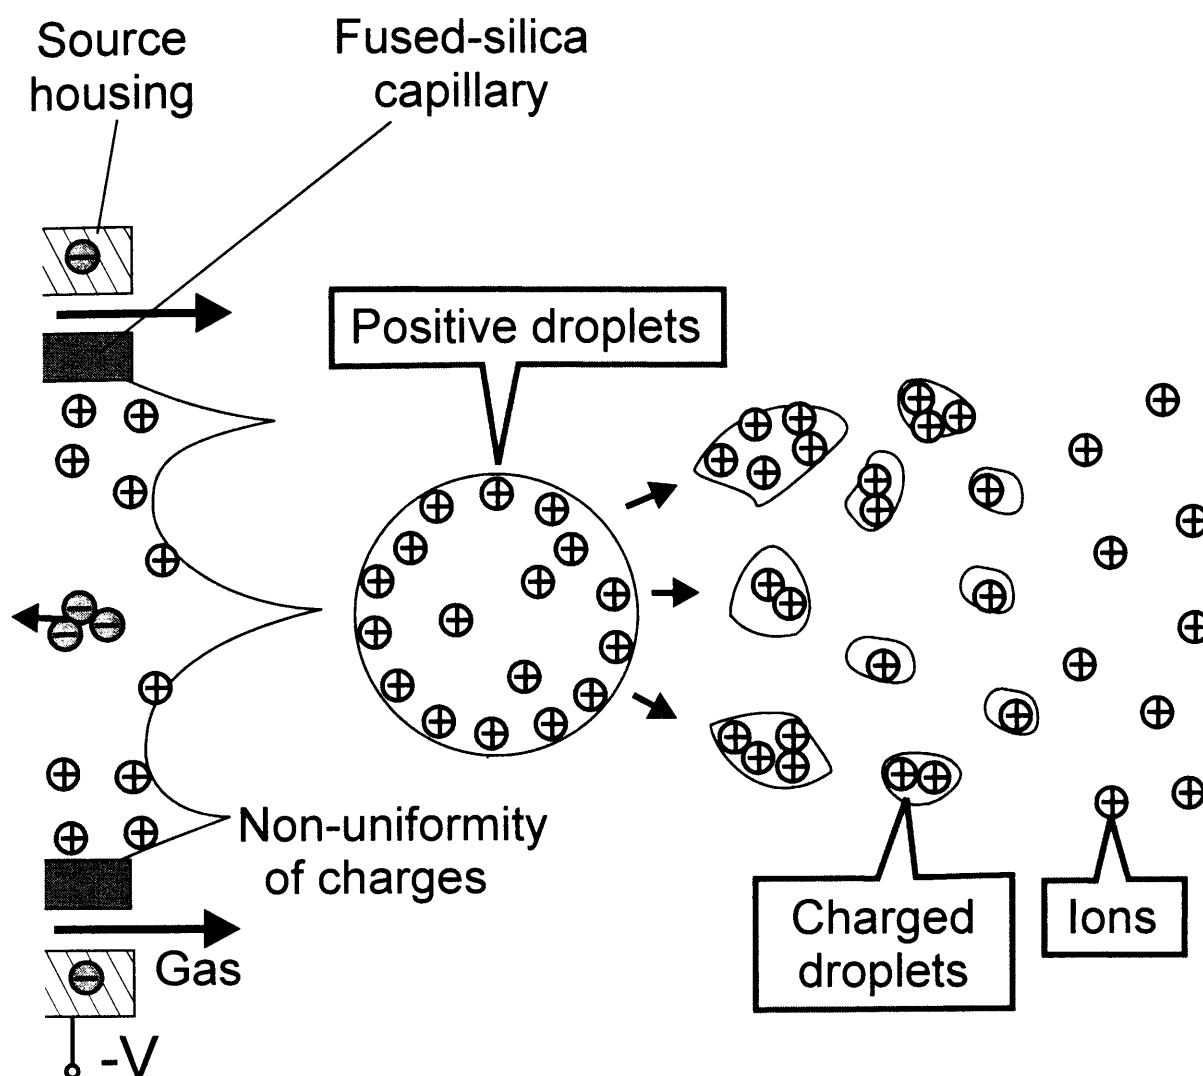 Source
housing
Fused-silica
capillary
Positive droplets
Non-uniformity
of charges
Gas
-V
Charged
droplets
Ions